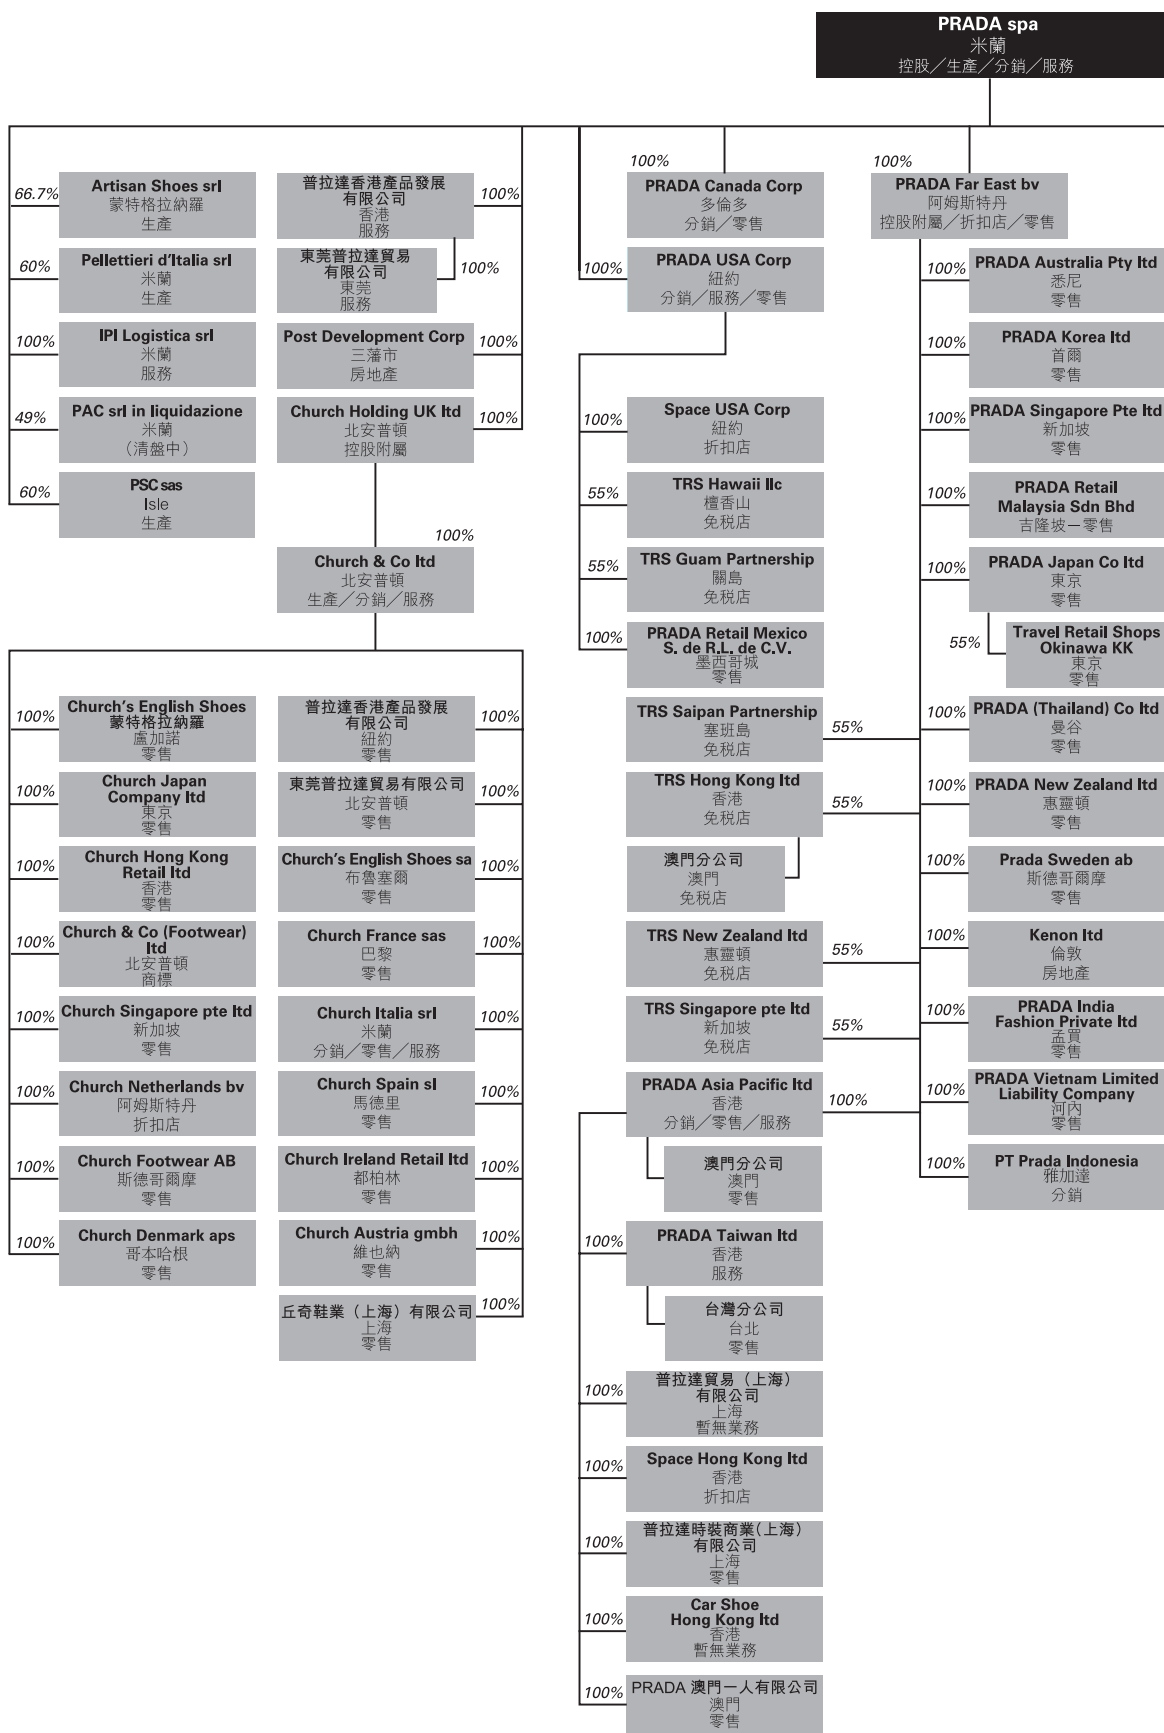 PRADA spa
米蘭
控股／生產／分銷／服務
66.7%
Artisan Shoes srl
蒙特格拉納羅
生產
60%
Pellettieri d'Italia srl
米蘭
生產
100%
IPI Logistica srl
米蘭
服務
49%
PAC srl in liquidazione
米蘭
（清盤中）
60%
PSC sas
Isle
生產
普拉達香港產品發展
有限公司
香港
服務
100%
東莞普拉達貿易
有限公司
東莞
服務
100%
Post Development Corp
三藩市
房地產
100%
Church Holding UK ltd
北安普頓
控股附屬
100%
100%
Church & Co ltd
北安普頓
生產／分銷／服務
100%
Church's English Shoes
蒙特格拉納羅
盧加諾
零售
100%
Church Japan
Company ltd
東京
零售
100%
Church Hong Kong
Retail ltd
香港
零售
100%
Church & Co (Footwear)
ltd
北安普頓
商標
100%
Church Singapore pte ltd
新加坡
零售
100%
Church Netherlands bv
阿姆斯特丹
折扣店
100%
Church Footwear AB
斯德哥爾摩
零售
100%
Church Denmark aps
哥本哈根
零售
普拉達香港產品發展
有限公司
紐約
零售
100%
東莞普拉達貿易有限公司
北安普頓
零售
100%
Church's English Shoes sa
布魯塞爾
零售
100%
Church France sas
巴黎
零售
100%
Church Italia srl
米蘭
分銷／零售／服務
100%
Church Spain sl
馬德里
零售
100%
Church Ireland Retail ltd
都柏林
零售
100%
Church Austria gmbh
維也納
零售
100%
丘奇鞋業（上海）有限公司
上海
零售
100%
100%
PRADA Canada Corp
多倫多
分銷／零售
100%
PRADA USA Corp
紐約
分銷／服務／零售
100%
Space USA Corp
紐約
折扣店
55%
TRS Hawaii llc
檀香山
免税店
55%
TRS Guam Partnership
關島
免税店
100%
PRADA Retail Mexico
S. de R.L. de C.V.
墨西哥城
零售
TRS Saipan Partnership
塞班島
免税店
55%
TRS Hong Kong ltd
香港
免税店
55%
澳門分公司
澳門
免税店
TRS New Zealand ltd
惠靈頓
免税店
55%
TRS Singapore pte ltd
新加坡
免税店
55%
PRADA Asia Pacific ltd
香港
分銷／零售／服務
100%
澳門分公司
澳門
零售
100%
PRADA Taiwan ltd
香港
服務
台灣分公司
台北
零售
100%
普拉達貿易（上海）
有限公司
上海
暫無業務
100%
Space Hong Kong ltd
香港
折扣店
100%
普拉達時裝商業(上海)
有限公司
上海
零售
100%
Car Shoe
Hong Kong ltd
香港
暫無業務
100%
PRADA 澳門一人有限公司
澳門
零售
100%
PRADA Far East bv
阿姆斯特丹
控股附屬／折扣店／零售
100%
PRADA Australia Pty ltd
悉尼
零售
100%
PRADA Korea ltd
首爾
零售
100%
PRADA Singapore Pte ltd
新加坡
零售
100%
PRADA Retail
Malaysia Sdn Bhd
吉隆坡－零售
100%
PRADA Japan Co ltd
東京
零售
55%
Travel Retail Shops
Okinawa KK
東京
零售
100%
PRADA (Thailand) Co ltd
曼谷
零售
100%
PRADA New Zealand ltd
惠靈頓
零售
100%
Prada Sweden ab
斯德哥爾摩
零售
100%
Kenon ltd
倫敦
房地產
100%
PRADA India
Fashion Private ltd
孟買
零售
100%
PRADA Vietnam Limited
Liability Company
河內
零售
100%
PT Prada Indonesia
雅加達
分銷